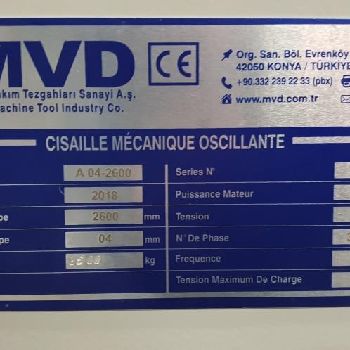 MVD
CE
akım Tezgahları Sanayi A.ş.
achine Tool Industry Co.
Org. San. Böl. Evrenköy
42050 KONYA / TÜRKİYE
+90.332 239 22 33 (pbx)
www.mvd.com.tr
CISAILLE MÉCANIQUE OSCILLANTE
A 04-2600
2018
pe 2600 mm
pe 04 mm
kg
Series N°
Puissance Mateur
Tension
N° De Phase
Frequence
Tension Maximum De Charge